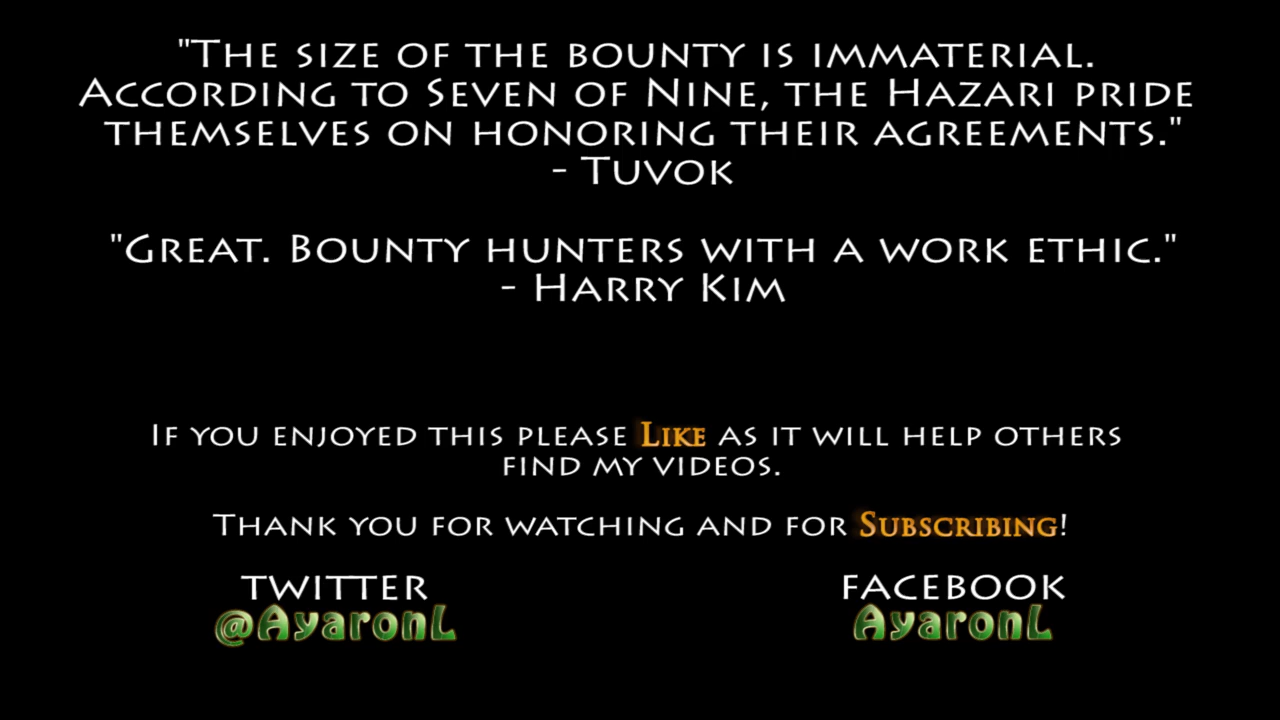 "The size of the bounty is immaterial.
According to Seven of Nine, the Hazari pride
themselves on honoring their agreements."
- Tuvok
"Great. Bounty hunters with a work ethic."
- Harry Kim
If you enjoyed this please Like as it will help others
find my videos.
Thank you for watching and for Subscribing!
Twitter
@AyaronL
Facebook
AyaronL